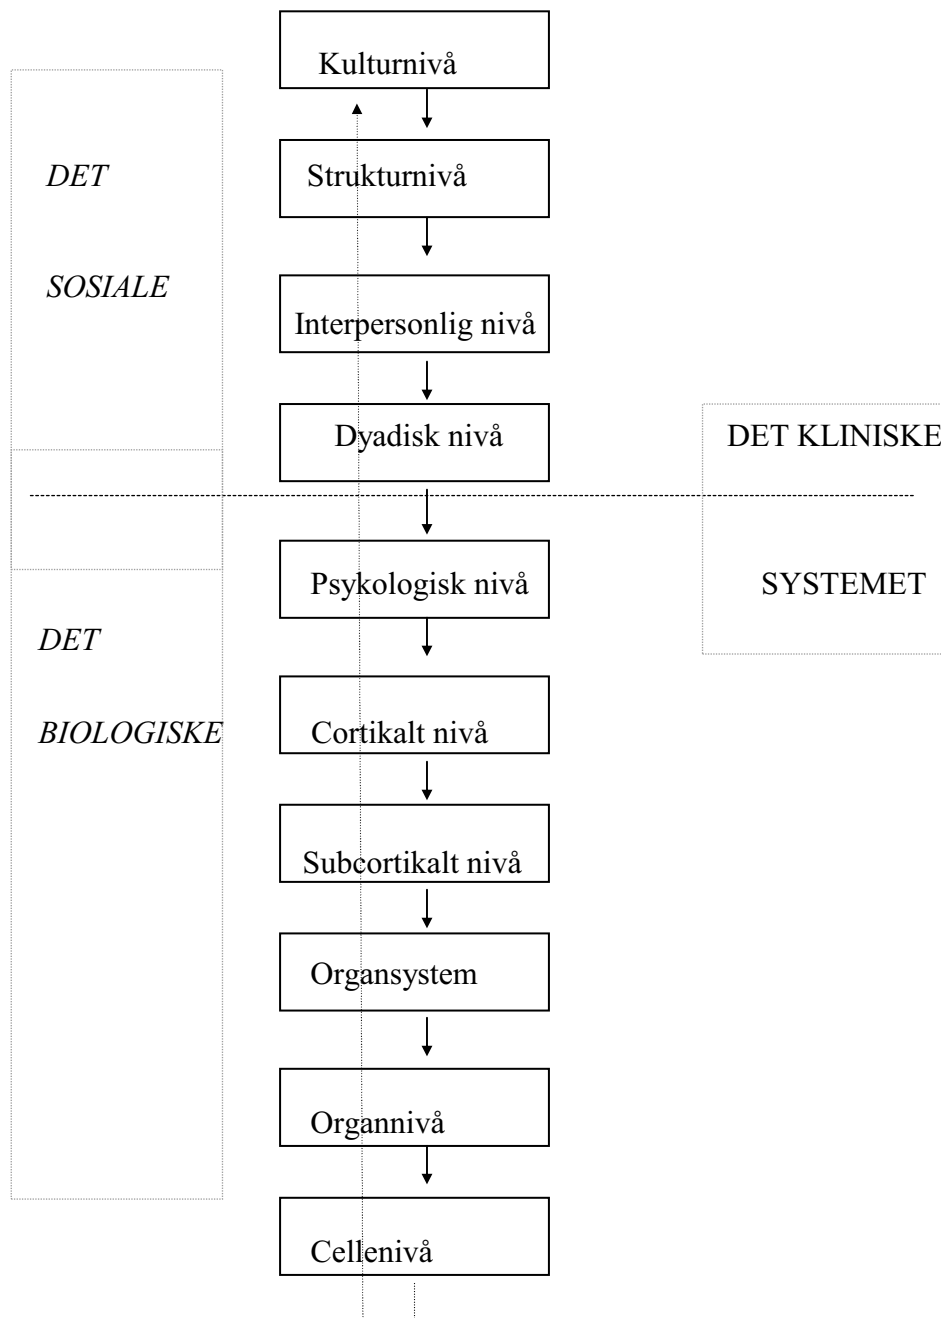 Kulturnivå
DET
Strukturnivå
SOSIALE
Interpersonlig nivå
Dyadisk nivå
DET KLINISKE
Psykologisk nivå
SYSTEMET
DET
BIOLOGISKE
Cortikalt nivå
Subcortikalt nivå
Organsystem
Organnivå
Cellenivå